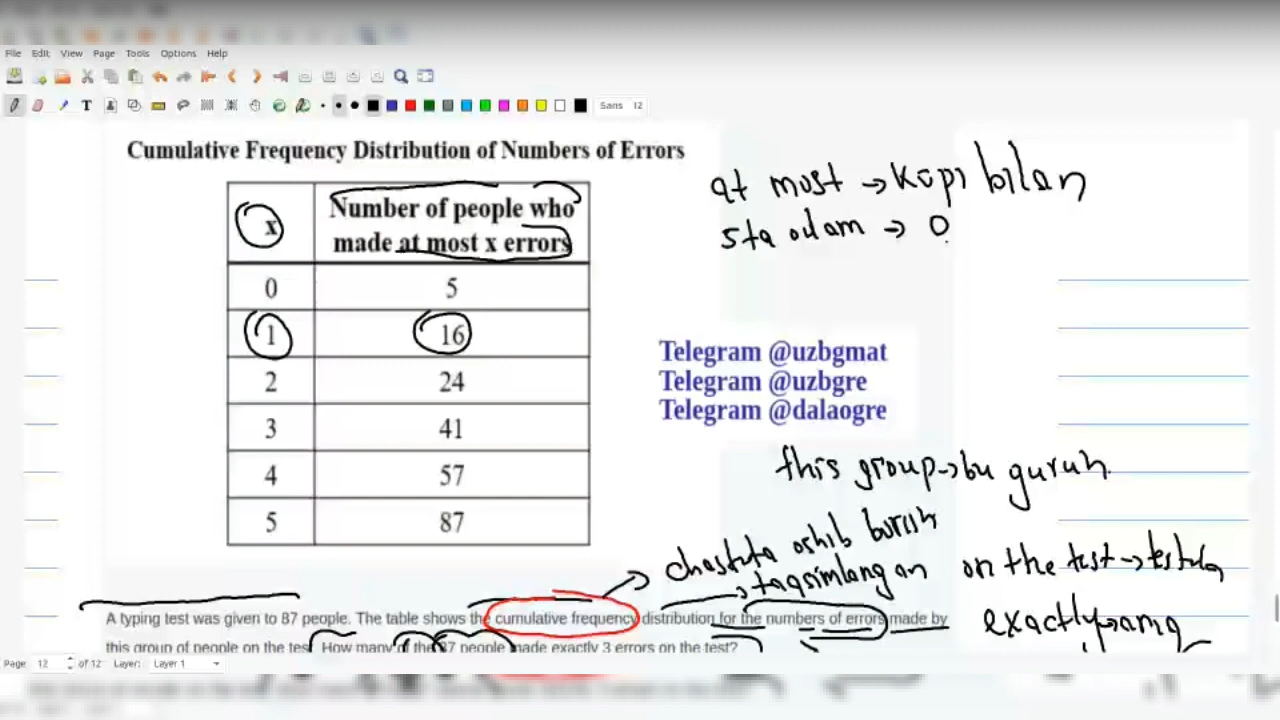 File Edit View Page Tools Options Help
T Sans 12
Cumulative Frequency Distribution of Numbers of Errors
x Number of people who made at most x errors
0 5
1 16
2 24
3 41
4 57
5 87
at most → kopi bilan
5ta odam → 0
Telegram @uzbgmat
Telegram @uzbgre
Telegram @dalaogre
this group → bu guruh
chastota oshib borish
→ taqsimlangan
on the test → testda
exactly → aniq
A typing test was given to 87 people. The table shows the cumulative frequency distribution for the numbers of errors made by
this group of people on the test. How many of the 87 people made exactly 3 errors on the test?
Page 12 of 12 Layer: Layer 1